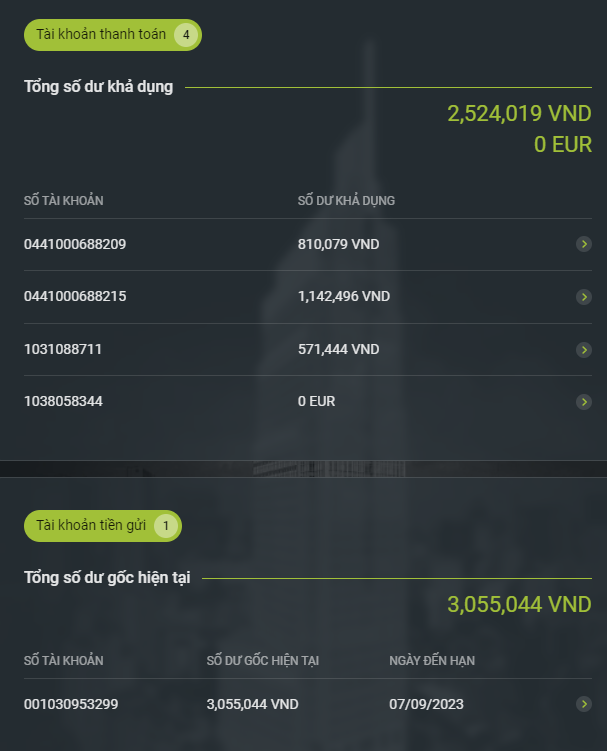 Tài khoản thanh toán 4
Tổng số dư khả dụng
2,524,019 VND
0 EUR
SỐ TÀI KHOẢN SỐ DƯ KHẢ DỤNG
0441000688209 810,079 VND
0441000688215 1,142,496 VND
1031088711 571,444 VND
1038058344 0 EUR
Tài khoản tiền gửi 1
Tổng số dư gốc hiện tại
3,055,044 VND
SỐ TÀI KHOẢN SỐ DƯ GỐC HIỆN TẠI NGÀY ĐẾN HẠN
001030953299 3,055,044 VND 07/09/2023